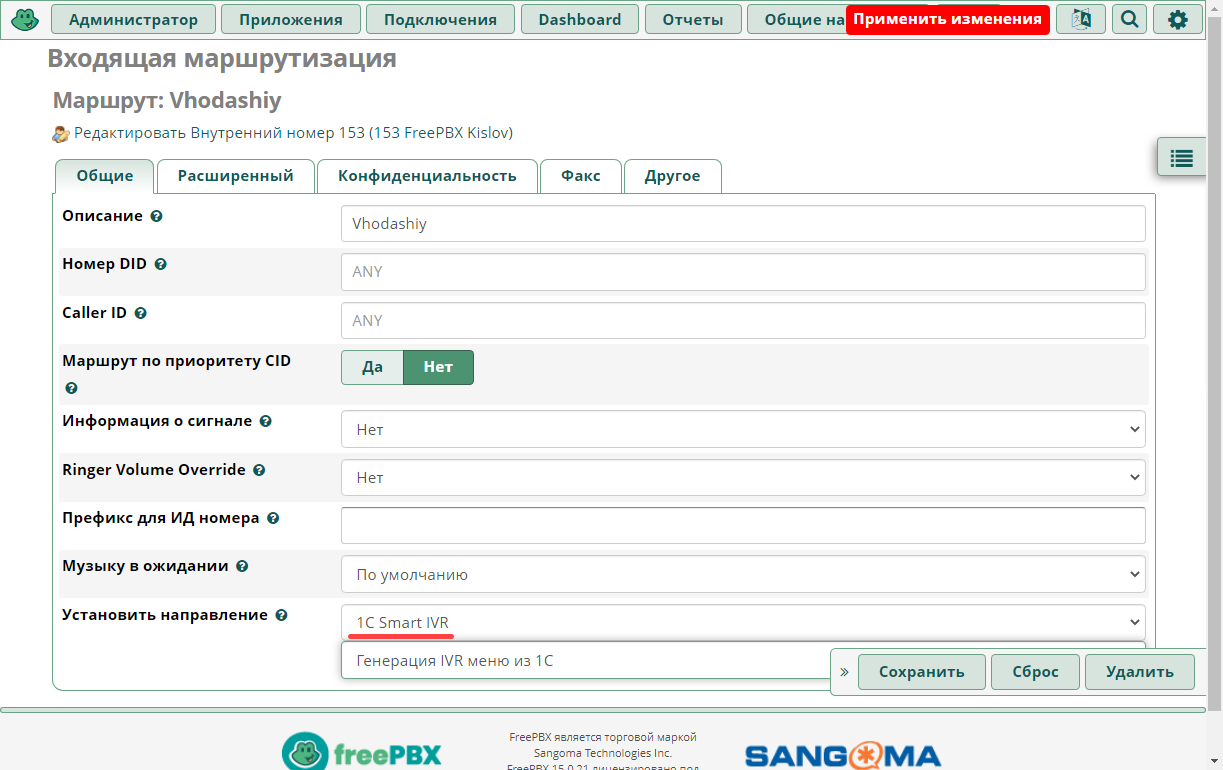 Администратор Приложения Подключения Dashboard Отчеты Общие на Применить изменения
Входящая маршрутизация
Маршрут: Vhodashiy
Редактировать Внутренний номер 153 (153 FreePBX Kislov)
Общие Расширенный Конфиденциальность Факс Другое
Описание Vhodashiy
Номер DID ANY
Caller ID ANY
Маршрут по приоритету CID Да Нет
Информация о сигнале Нет
Ringer Volume Override Нет
Префикс для ИД номера
Музыку в ожидании По умолчанию
Установить направление 1C Smart IVR
Генерация IVR меню из 1С
» Сохранить Сброс Удалить
FreePBX является торговой маркой
Sangoma Technologies Inc.
FreePBX 15.0.21 лицензировано под
freePBX SANGOMA